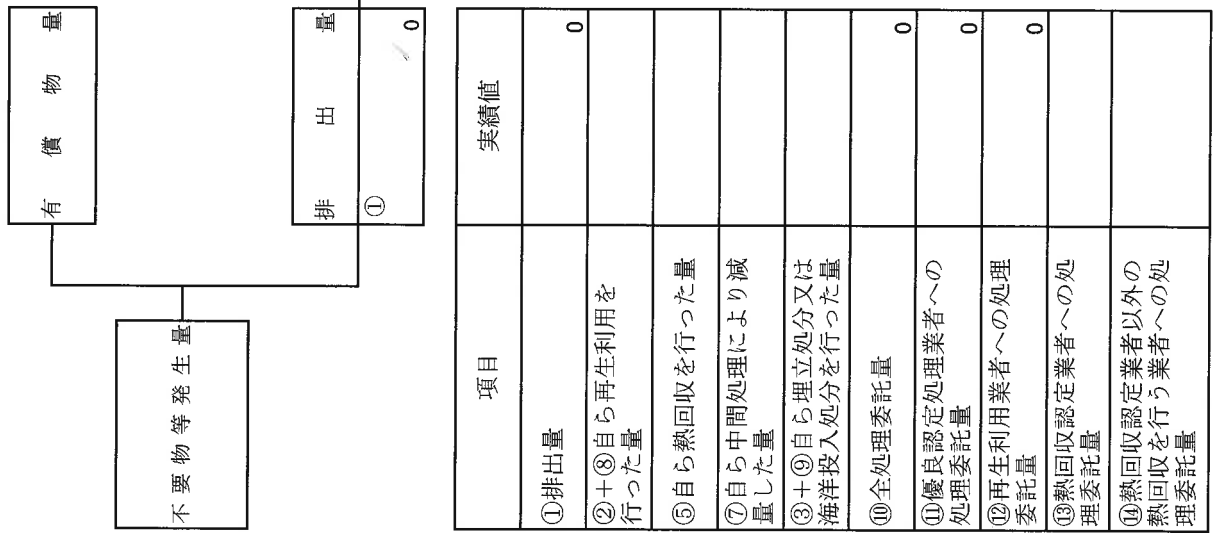 有償物量
不要物等発生量
排出量
①
0
項目 実績値
①排出量 0
②+⑧自ら再生利用を
行った量
⑤自ら熱回収を行った量
⑦自ら中間処理により減
量した量
③+⑨自ら埋立処分又は
海洋投入処分を行った量
⑩全処理委託量 0
⑪優良認定処理業者への
処理委託量 0
⑫再生利用業者への処理
委託量 0
⑬熱回収認定業者への処
理委託量
⑭熱回収認定業者以外の
熱回収を行う業者への処
理委託量